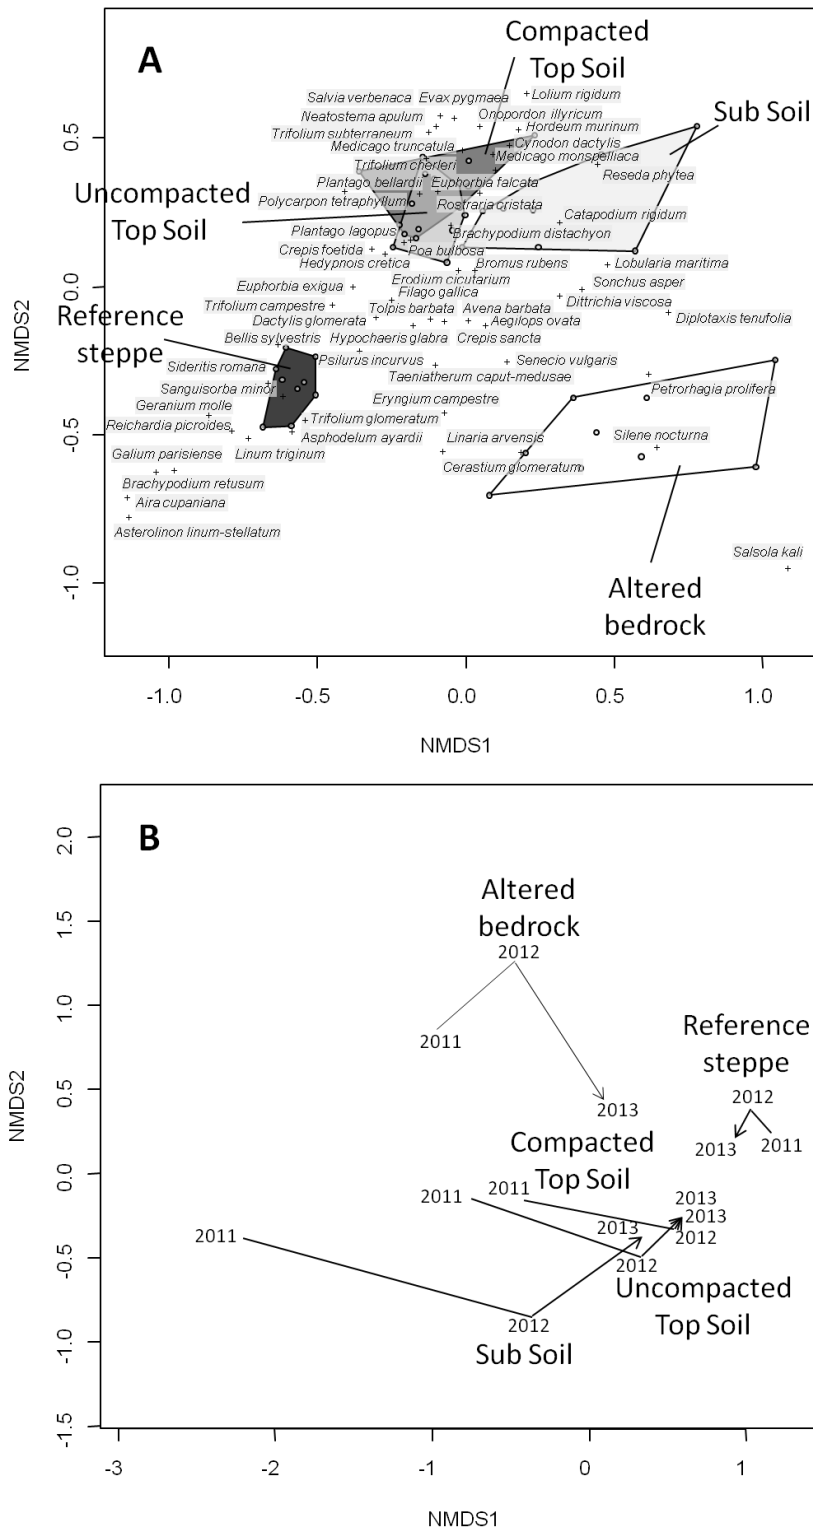 A
Compacted
Top Soil
Sub Soil
Uncompacted
Top Soil
Reference
steppe
Altered
bedrock
Salvia verbenaca
Evax pygmaea
Lolium rigidum
Neatostema apulum
Onopordon illyricum
Trifolium subterraneum
Hordeum murinum
Medicago truncatula
Cynodon dactylis
Trifolium cherleri
Medicago monspeliaca
Reseda phytea
Plantago bellardii
Euphorbia falcata
Polycarpon tetraphyllum
Rostraria cristata
Catapodium rigidum
Plantago lagopus
Brachypodium distachyon
Crepis foetida
Poa bulbosa
Hedypnois cretica
Bromus rubens
Lobularia maritima
Erodium cicutarium
Sonchus asper
Euphorbia exigua
Filago gallica
Dittrichia viscosa
Trifolium campestre
Tolpis barbata
Avena barbata
Diplotaxis tenufolia
Dactylis glomerata
Aegilops ovata
Bellis sylvestris
Hypochaeris glabra
Crepis sancta
Psilurus incurvus
Senecio vulgaris
Sideritis romana
Taeniatherum caput-medusae
Sanguisorba minor
Petrorhagia prolifera
Geranium molle
Eryngium campestre
Reichardia picroides
Trifolium glomeratum
Silene nocturna
Asphodelum ayardii
Linaria arvensis
Galium parisiense
Linum triginum
Cerastium glomeratum
Brachypodium retusum
Aira cupaniana
Asterolinon linum-stellatum
Salsola kali
0.5
0.0
-0.5
-1.0
NMDS2
-1.0 -0.5 0.0 0.5 1.0
NMDS1
B
Altered
bedrock
2012
2011
2013
Reference
steppe
2012
2013
2011
Compacted
Top Soil
2011
2011
2013
2013
2013
2012
2011
2012
Uncompacted
Top Soil
2012
Sub Soil
2.0
1.5
1.0
0.5
0.0
-0.5
-1.0
-1.5
NMDS2
-3 -2 -1 0 1
NMDS1